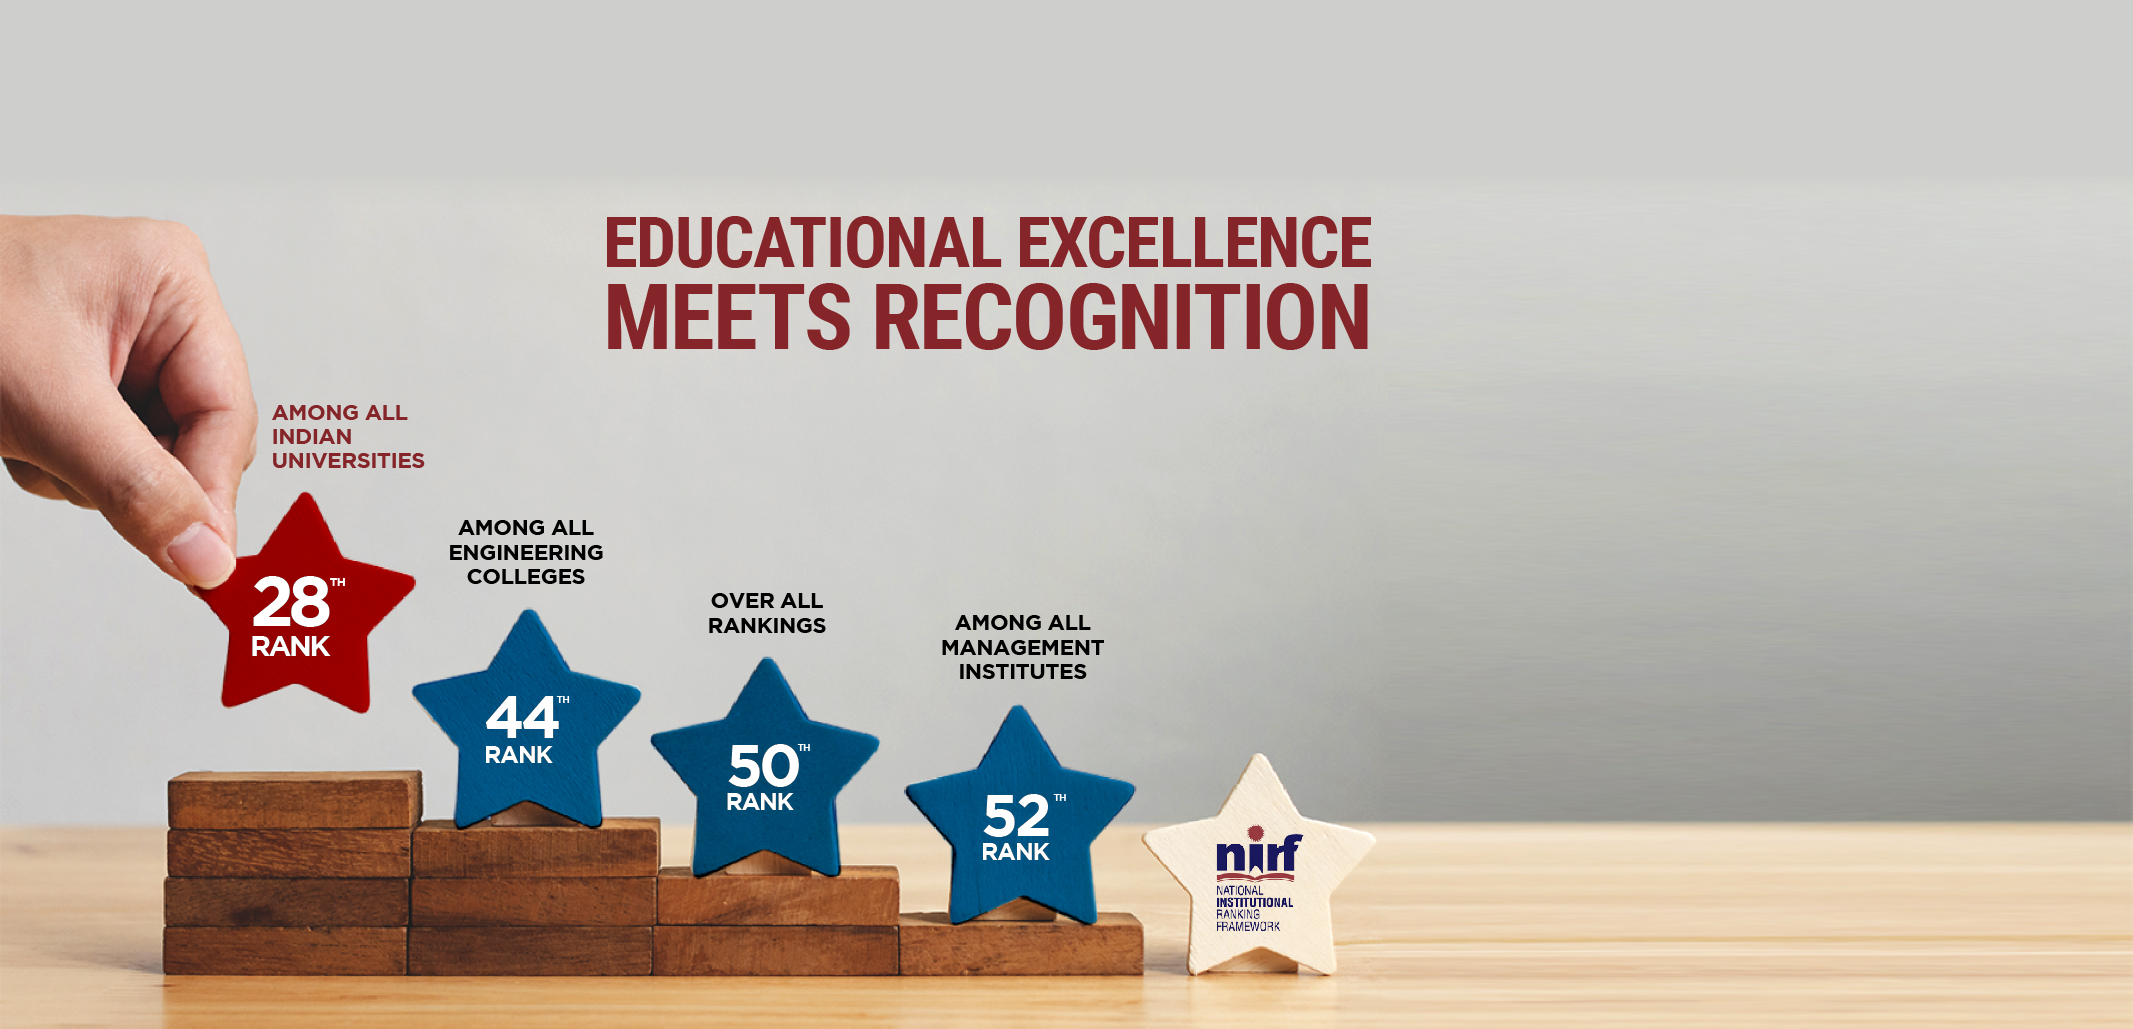 EDUCATIONAL EXCELLENCE
MEETS RECOGNITION
AMONG ALL
INDIAN
UNIVERSITIES
28TH
RANK
AMONG ALL
ENGINEERING
COLLEGES
44TH
RANK
OVER ALL
RANKINGS
50TH
RANK
AMONG ALL
MANAGEMENT
INSTITUTES
52TH
RANK
nirf
NATIONAL
INSTITUTIONAL
RANKING
FRAMEWORK